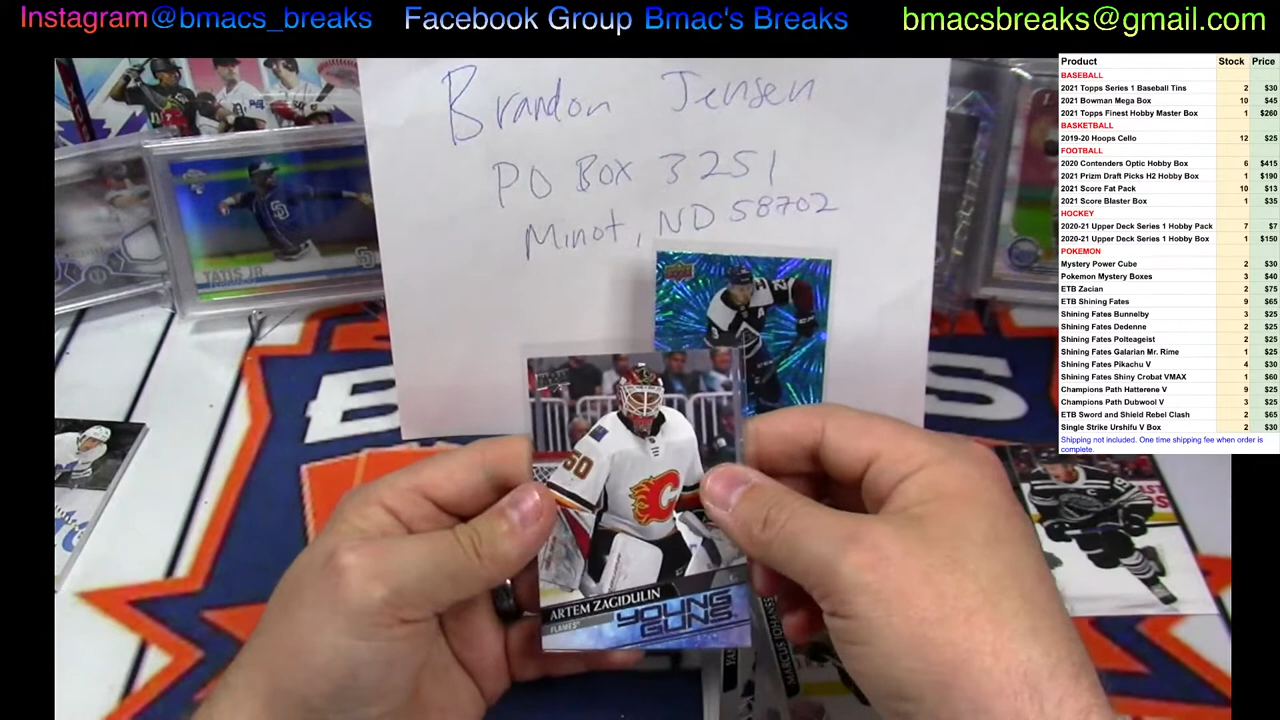 Instagram@bmacs_breaks
Facebook Group Bmac's Breaks
bmacsbreaks@gmail.com
Brandon Jensen
PO Box 3251
Minot, ND 58702
TATIS JR.
50
ARTEM ZAGIDULIN
FLAMES
YOUNG
GUNS
MARCUS JOHANSS
Product Stock Price
BASEBALL
2021 Topps Series 1 Baseball Tins 2 $30
2021 Bowman Mega Box 10 $45
2021 Topps Finest Hobby Master Box 1 $260
BASKETBALL
2019-20 Hoops Cello 12 $25
FOOTBALL
2020 Contenders Optic Hobby Box 6 $415
2021 Prizm Draft Picks H2 Hobby Box 1 $190
2021 Score Fat Pack 10 $13
2021 Score Blaster Box 1 $35
HOCKEY
2020-21 Upper Deck Series 1 Hobby Pack 7 $7
2020-21 Upper Deck Series 1 Hobby Box 1 $150
POKEMON
Mystery Power Cube 2 $30
Pokemon Mystery Boxes 3 $40
ETB Zacian 2 $75
ETB Shining Fates 9 $65
Shining Fates Bunnelby 3 $25
Shining Fates Dedenne 2 $25
Shining Fates Polteageist 2 $25
Shining Fates Galarian Mr. Rime 1 $25
Shining Fates Pikachu V 4 $30
Shining Fates Shiny Crobat VMAX 1 $60
Champions Path Hatterene V 9 $25
Champions Path Dubwool V 3 $25
ETB Sword and Shield Rebel Clash 2 $65
Single Strike Urshifu V Box 2 $30
Shipping not included. One time shipping fee when order is
complete.